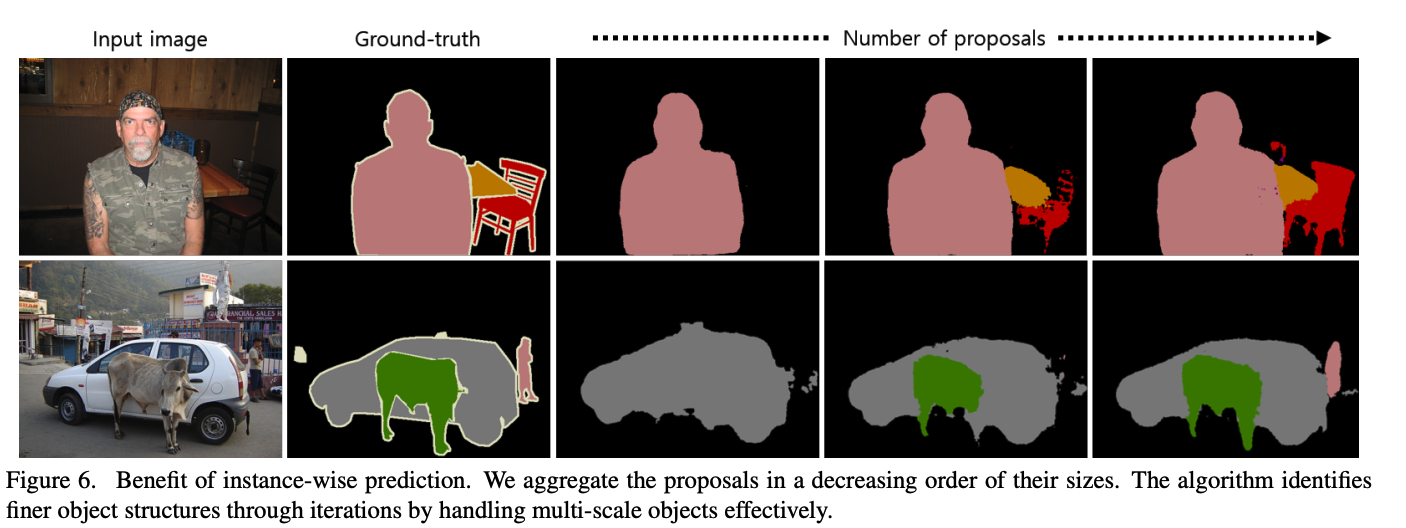 Input image
Ground-truth
Number of proposals
Figure 6. Benefit of instance-wise prediction. We aggregate the proposals in a decreasing order of their sizes. The algorithm identifies
finer object structures through iterations by handling multi-scale objects effectively.